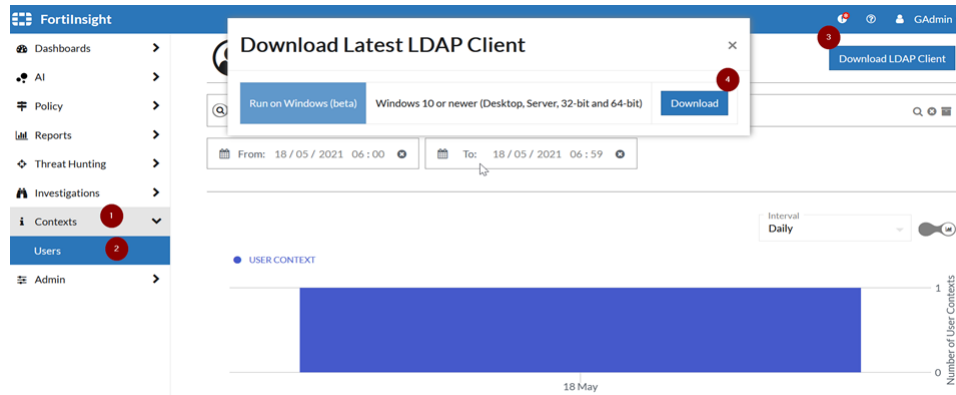 FortiInsight
GAdmin
Dashboards
AI
Policy
Reports
Threat Hunting
Investigations
Contexts 1
Users 2
Admin
3
Download LDAP Client
Download Latest LDAP Client ×
4
Run on Windows (beta) Windows 10 or newer (Desktop, Server, 32-bit and 64-bit) Download
From: 18 / 05 / 2021 06 : 00 To: 18 / 05 / 2021 06 : 59
Interval
Daily
USER CONTEXT
1
0
Number of User Contexts
18 May